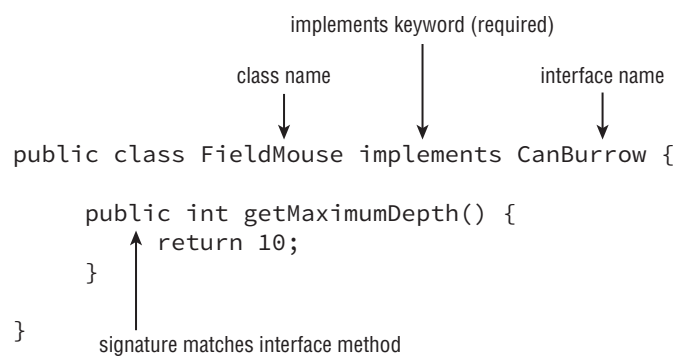 implements keyword (required)
class name
interface name
public class FieldMouse implements CanBurrow {
public int getMaximumDepth() {
return 10;
}
}
signature matches interface method